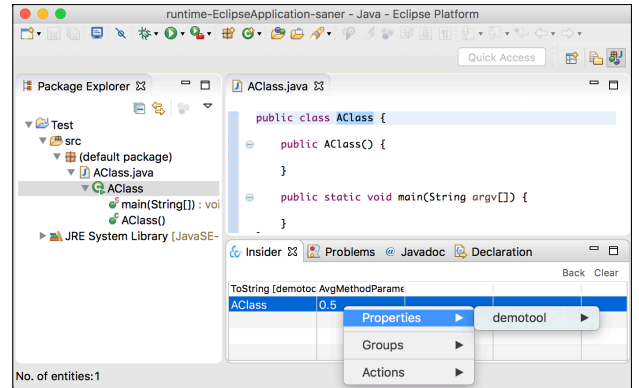 runtime-EclipseApplication-saner - Java - Eclipse Platform
Quick Access
Package Explorer
AClass.java
Test
src
(default package)
AClass.java
AClass
main(String[]) : voi
AClass()
JRE System Library [JavaSE-
public class AClass {
public AClass() {
}
public static void main(String argv[]) {
}
Insider
Problems
@ Javadoc
Declaration
Back Clear
ToString [demotoc AvgMethodParame
AClass 0.5
Properties
demotool
Groups
Actions
No. of entities:1